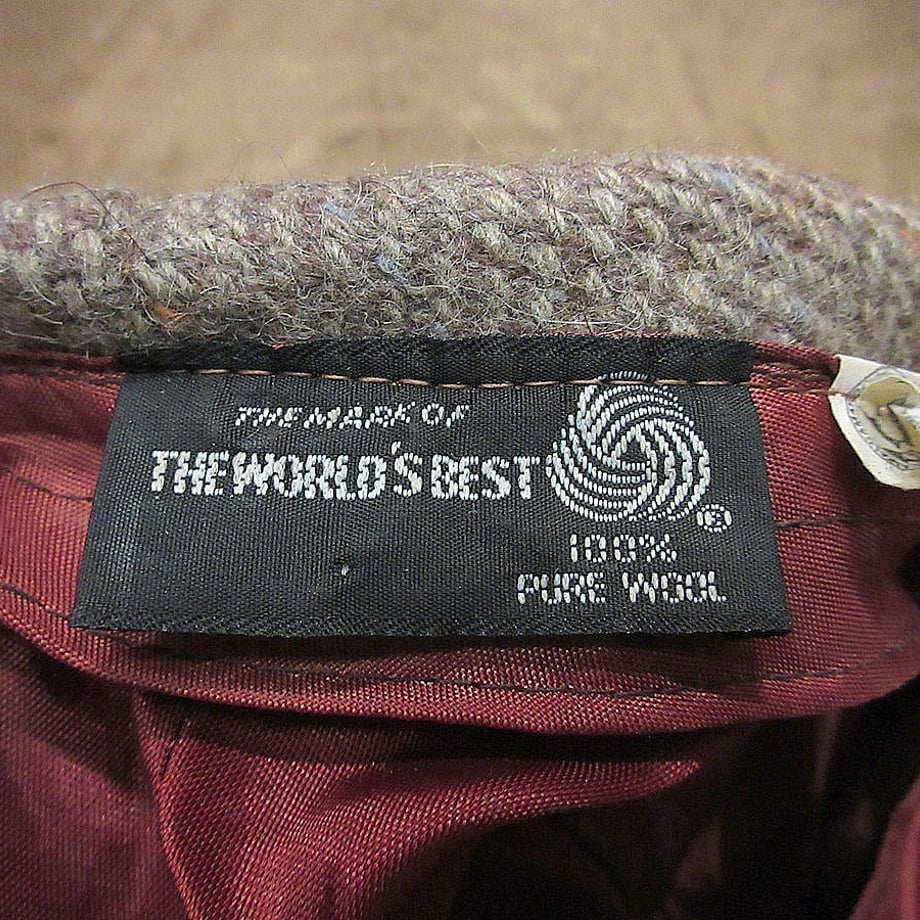 THE MARK OF
THE WORLD'S BEST
®
100%
PURE WOOL